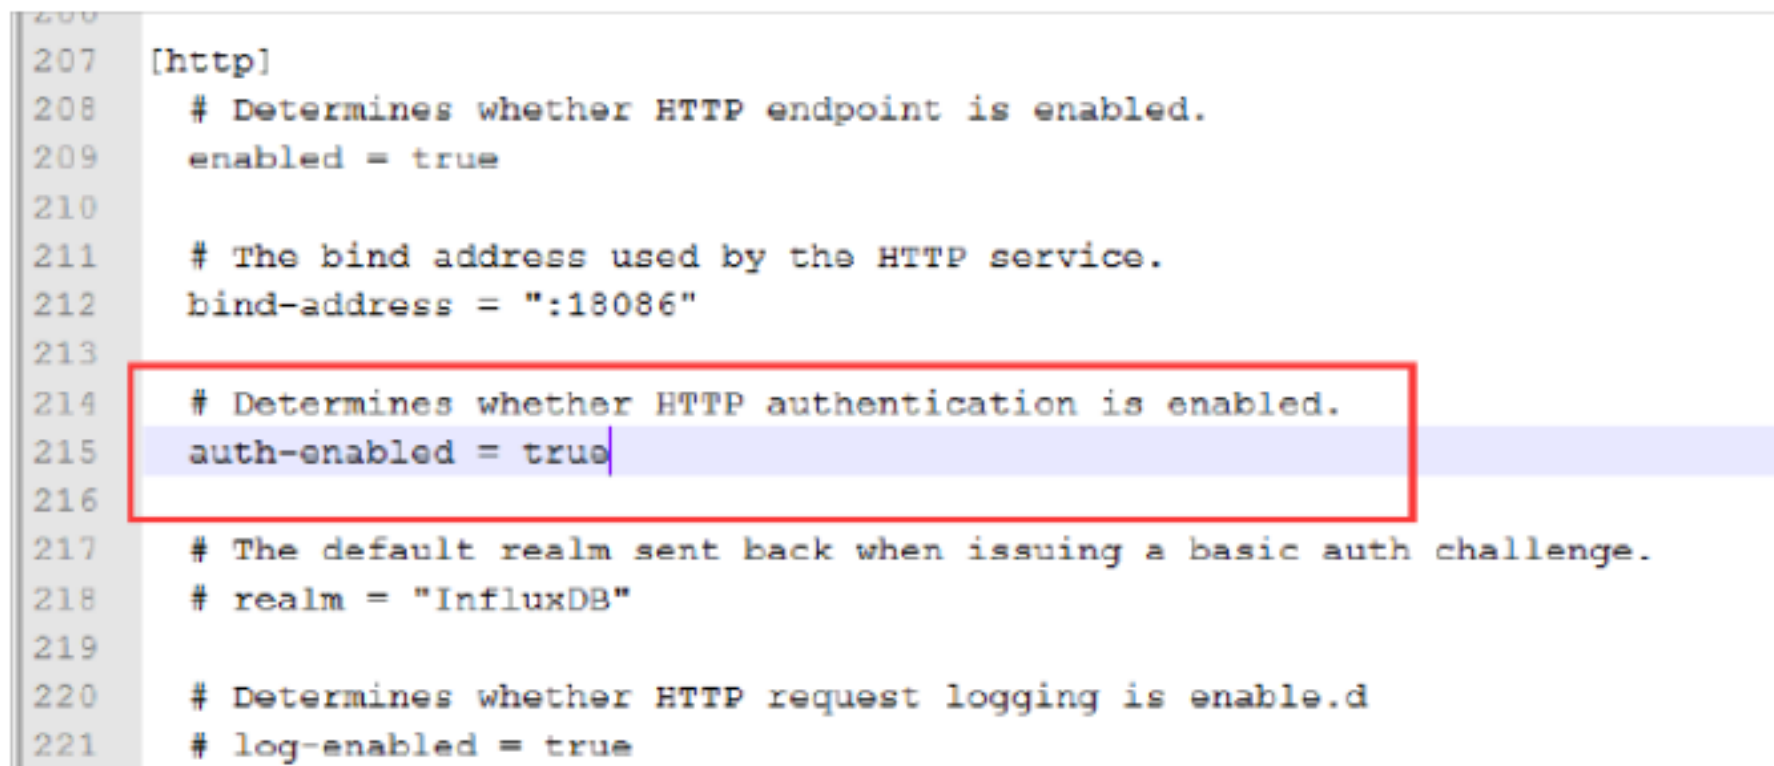 207 [http]
208 # Determines whether HTTP endpoint is enabled.
209 enabled = true
210
211 # The bind address used by the HTTP service.
212 bind-address = ":18086"
213
214 # Determines whether HTTP authentication is enabled.
215 auth-enabled = true
216
217 # The default realm sent back when issuing a basic auth challenge.
218 # realm = "InfluxDB"
219
220 # Determines whether HTTP request logging is enable.d
221 # log-enabled = true